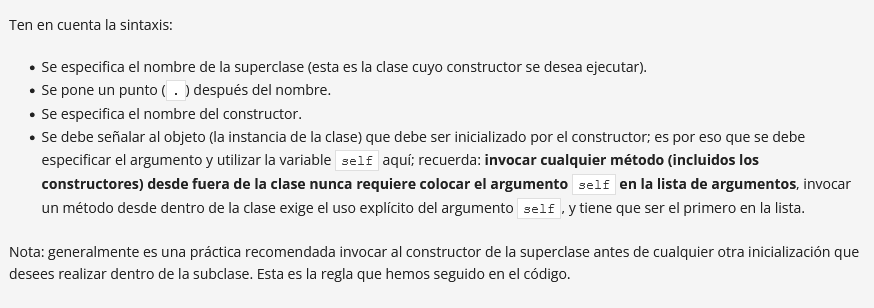 Ten en cuenta la sintaxis:
• Se especifica el nombre de la superclase (esta es la clase cuyo constructor se desea ejecutar).
• Se pone un punto ( . ) después del nombre.
• Se especifica el nombre del constructor.
• Se debe señalar al objeto (la instancia de la clase) que debe ser inicializado por el constructor; es por eso que se debe
especificar el argumento y utilizar la variable self aquí; recuerda: invocar cualquier método (incluidos los
constructores) desde fuera de la clase nunca requiere colocar el argumento self en la lista de argumentos, invocar
un método desde dentro de la clase exige el uso explícito del argumento self , y tiene que ser el primero en la lista.
Nota: generalmente es una práctica recomendada invocar al constructor de la superclase antes de cualquier otra inicialización que
desees realizar dentro de la subclase. Esta es la regla que hemos seguido en el código.